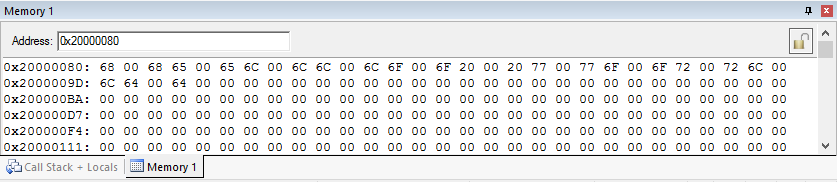 Memory 1
Address: 0x20000080
0x20000080: 68 00 68 65 00 65 6C 00 6C 6C 00 6C 6F 00 6F 20 00 20 77 00 77 6F 00 6F 72 00 72 6C 00
0x2000009D: 6C 64 00 64 00 00 00 00 00 00 00 00 00 00 00 00 00 00 00 00 00 00 00 00 00 00 00 00 00
0x200000BA: 00 00 00 00 00 00 00 00 00 00 00 00 00 00 00 00 00 00 00 00 00 00 00 00 00 00 00 00 00
0x200000D7: 00 00 00 00 00 00 00 00 00 00 00 00 00 00 00 00 00 00 00 00 00 00 00 00 00 00 00 00 00
0x200000F4: 00 00 00 00 00 00 00 00 00 00 00 00 00 00 00 00 00 00 00 00 00 00 00 00 00 00 00 00 00
0x20000111: 00 00 00 00 00 00 00 00 00 00 00 00 00 00 00 00 00 00 00 00 00 00 00 00 00 00 00 00 00
Call Stack + Locals Memory 1